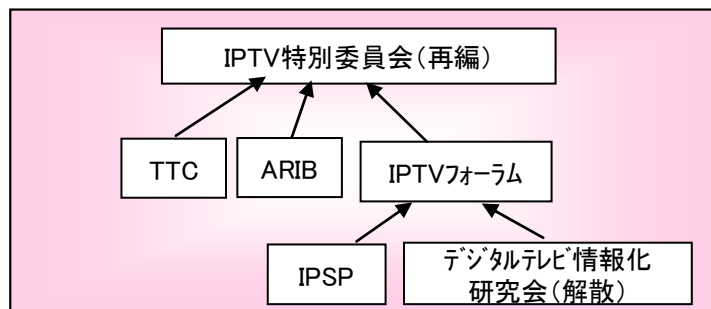 IPTV特別委員会（再編）
TTC
ARIB
IPTVﾌｫｰﾗﾑ
IPSP
ﾃﾞｼﾞﾀﾙﾃﾚﾋﾞ情報化
研究会（解散）